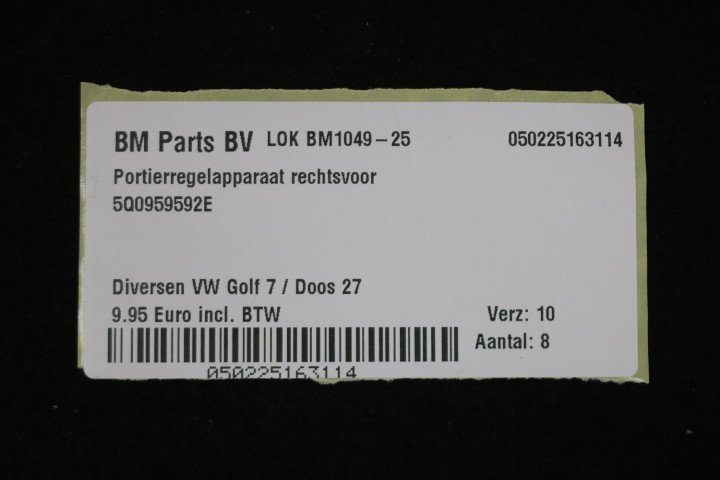 BM Parts BV LOK BM1049-25 050225163114
Portierregelapparaat rechtsvoor
5Q0959592E
Diversen VW Golf 7 / Doos 27
9.95 Euro incl. BTW Verz: 10
Aantal: 8
050225163114